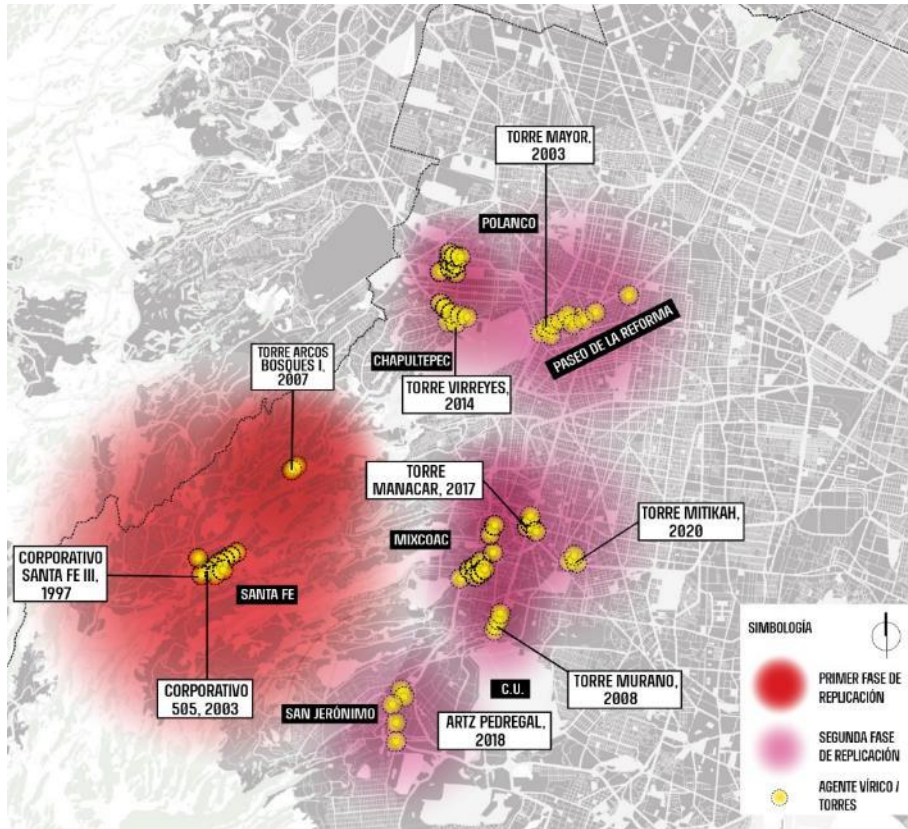 TORRE MAYOR,
2003
POLANCO
PASEO DE LA REFORMA
CHAPULTEPEC
TORRE VIRREYES,
2014
TORRE ARCOS
BOSQUES I,
2007
TORRE
MANACAR, 2017
TORRE MITIKAH,
2020
MIXCOAC
CORPORATIVO
SANTA FE III,
1997
SANTA FE
CORPORATIVO
505, 2003
SAN JERÓNIMO
C.U.
ARTZ PEDREGAL,
2018
TORRE MURANO,
2008
SIMBOLOGÍA
PRIMER FASE DE
REPLICACIÓN
SEGUNDA FASE
DE REPLICACIÓN
AGENTE VÍRICO /
TORRES